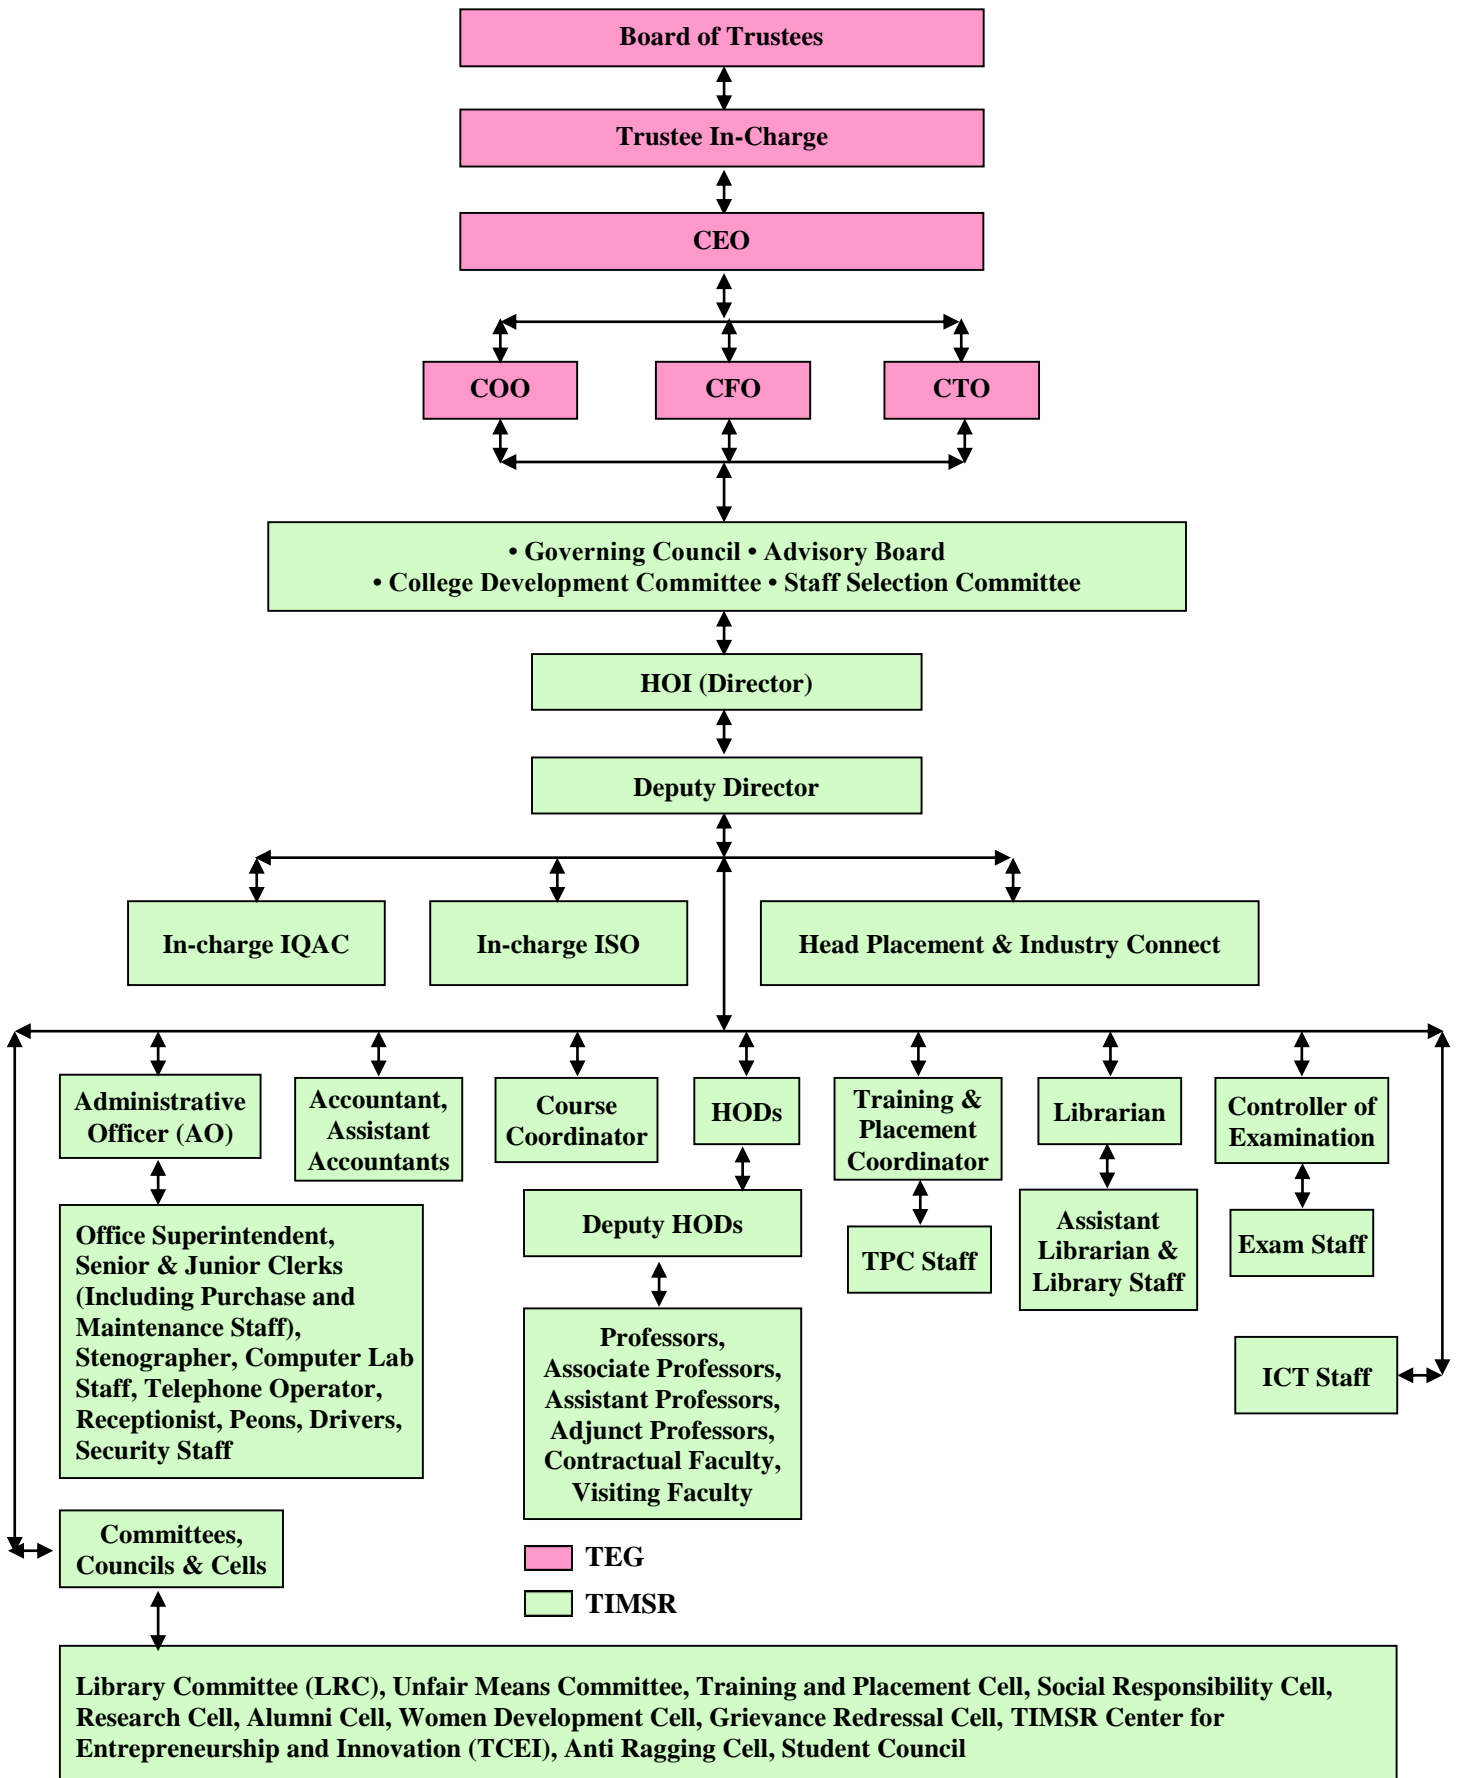 Board of Trustees
Trustee In-Charge
CEO
COO
CFO
CTO
• Governing Council • Advisory Board
• College Development Committee • Staff Selection Committee
HOI (Director)
Deputy Director
In-charge IQAC
In-charge ISO
Head Placement & Industry Connect
Administrative
Officer (AO)
Accountant,
Assistant
Accountants
Course
Coordinator
HODs
Training &
Placement
Coordinator
Librarian
Controller of
Examination
Office Superintendent,
Senior & Junior Clerks
(Including Purchase and
Maintenance Staff),
Stenographer, Computer Lab
Staff, Telephone Operator,
Receptionist, Peons, Drivers,
Security Staff
Deputy HODs
TPC Staff
Assistant
Librarian &
Library Staff
Exam Staff
Professors,
Associate Professors,
Assistant Professors,
Adjunct Professors,
Contractual Faculty,
Visiting Faculty
ICT Staff
Committees,
Councils & Cells
TEG
TIMSR
Library Committee (LRC), Unfair Means Committee, Training and Placement Cell, Social Responsibility Cell,
Research Cell, Alumni Cell, Women Development Cell, Grievance Redressal Cell, TIMSR Center for
Entrepreneurship and Innovation (TCEI), Anti Ragging Cell, Student Council